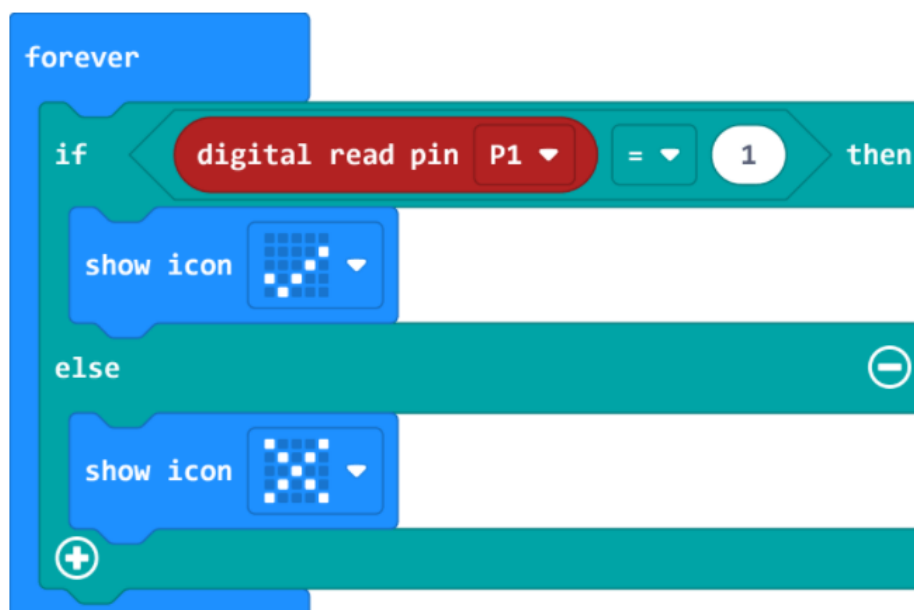 forever
if digital read pin P1 = 1 then
show icon
else
show icon